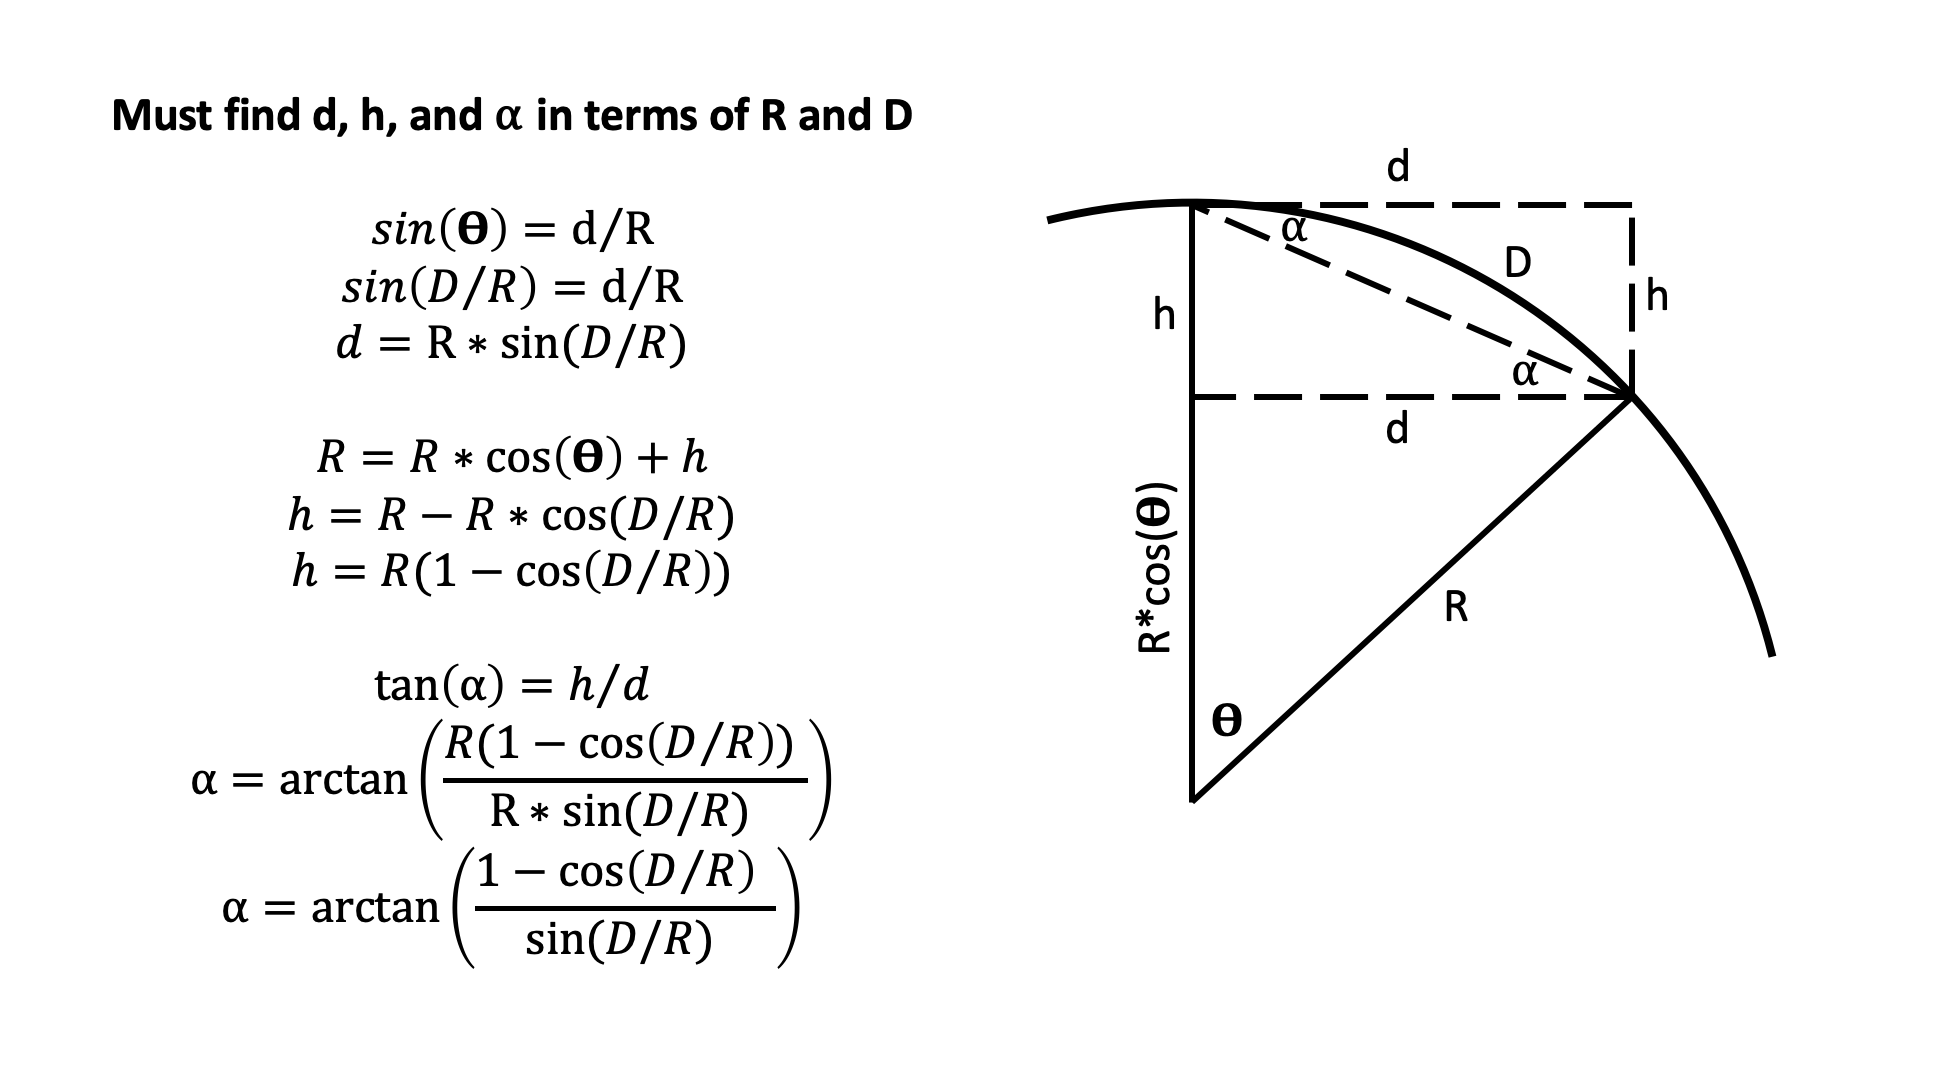 Must find d, h, and α in terms of R and D
sin(θ) = d/R
sin(D/R) = d/R
d = R ∗ sin(D/R)
R = R ∗ cos(θ) + h
h = R − R ∗ cos(D/R)
h = R(1 − cos(D/R))
tan(α) = h/d
α = arctan(R(1 − cos(D/R)) / R ∗ sin(D/R))
α = arctan(1 − cos(D/R) / sin(D/R))
d
α
D
h
h
α
d
R*cos(θ)
R
θ